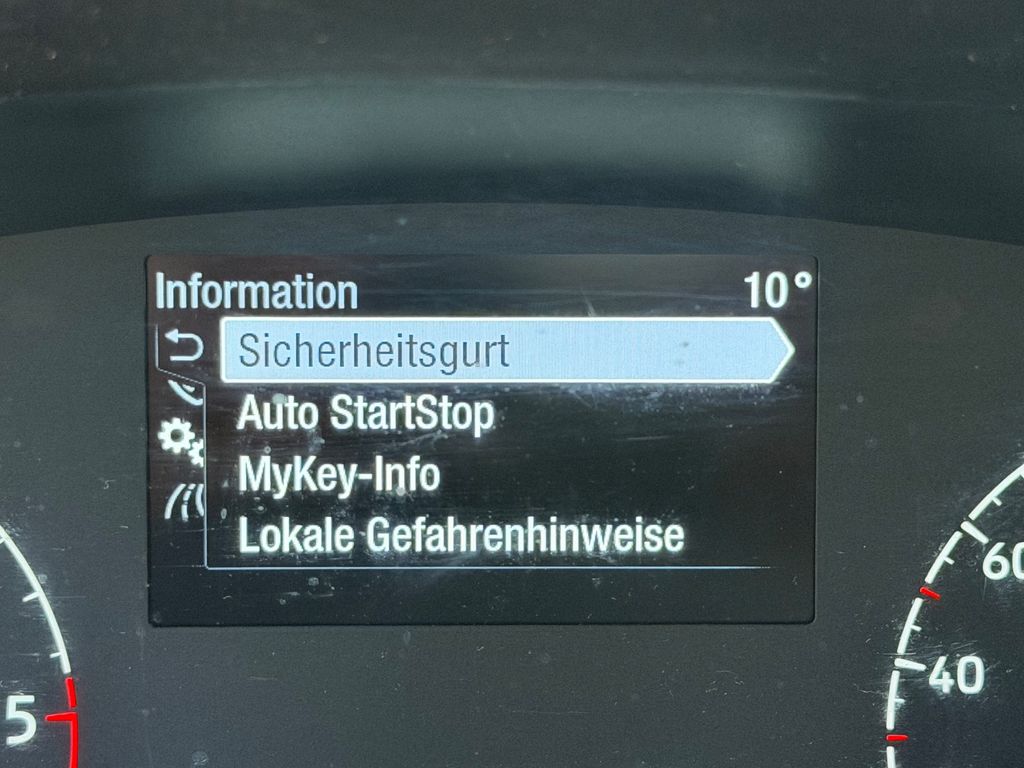 Information 10°
Sicherheitsgurt
Auto StartStop
MyKey-Info
Lokale Gefahrenhinweise
60
40
5